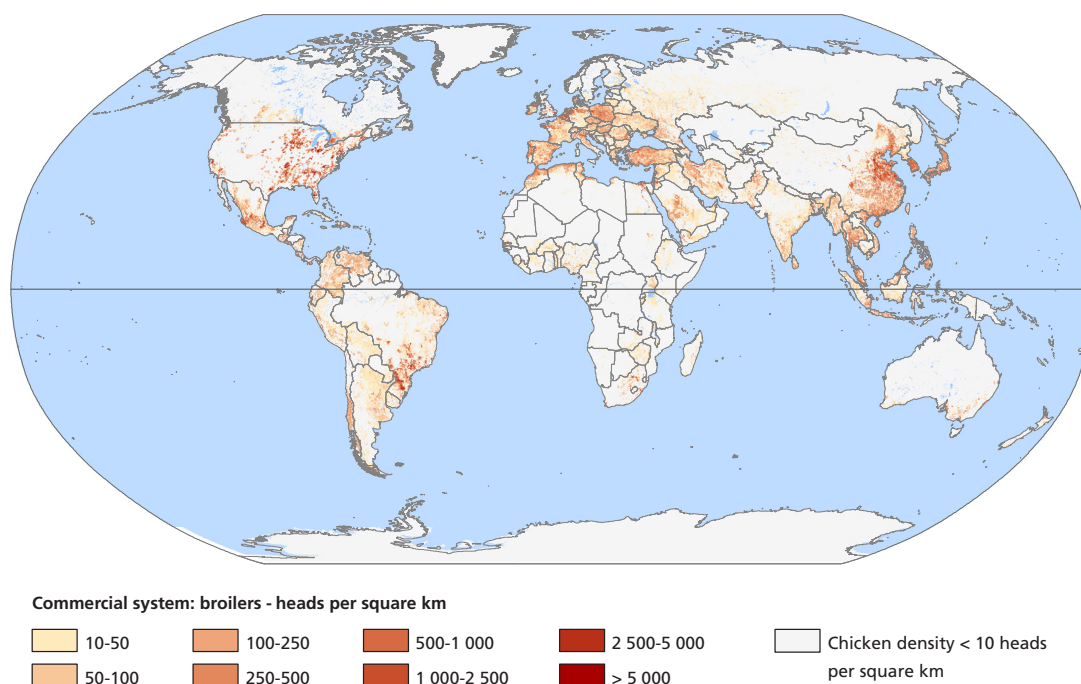 Commercial system: broilers - heads per square km
10-50
100-250
500-1 000
2 500-5 000
Chicken density < 10 heads
per square km
50-100
250-500
1 000-2 500
> 5 000